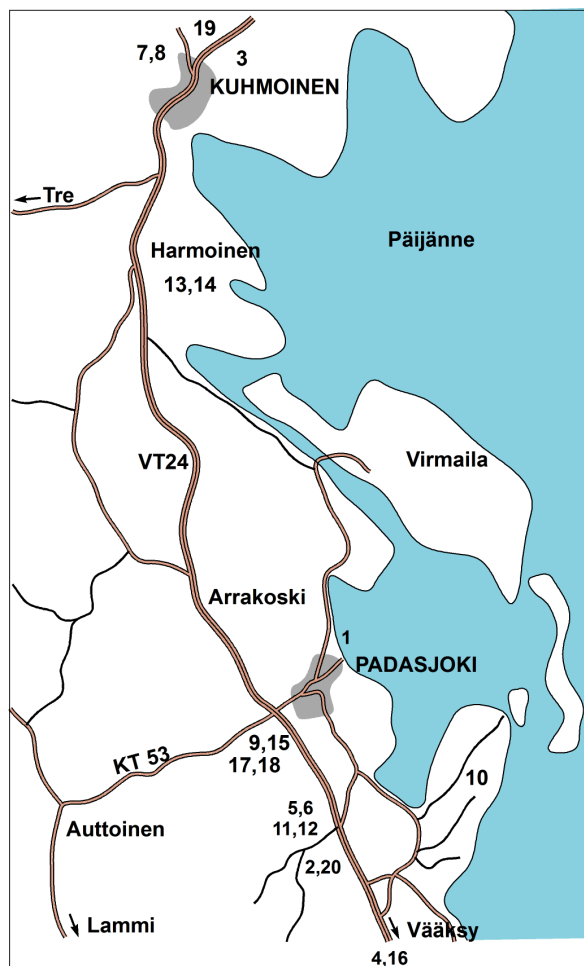 19
7,8
3
KUHMOINEN
Tre
Päijänne
Harmoinen
13,14
VT24
Virmaila
Arrakoski
1
PADASJOKI
KT 53
9,15
17,18
10
5,6
11,12
Auttoinen
2,20
Lammi
Vääksy
4,16